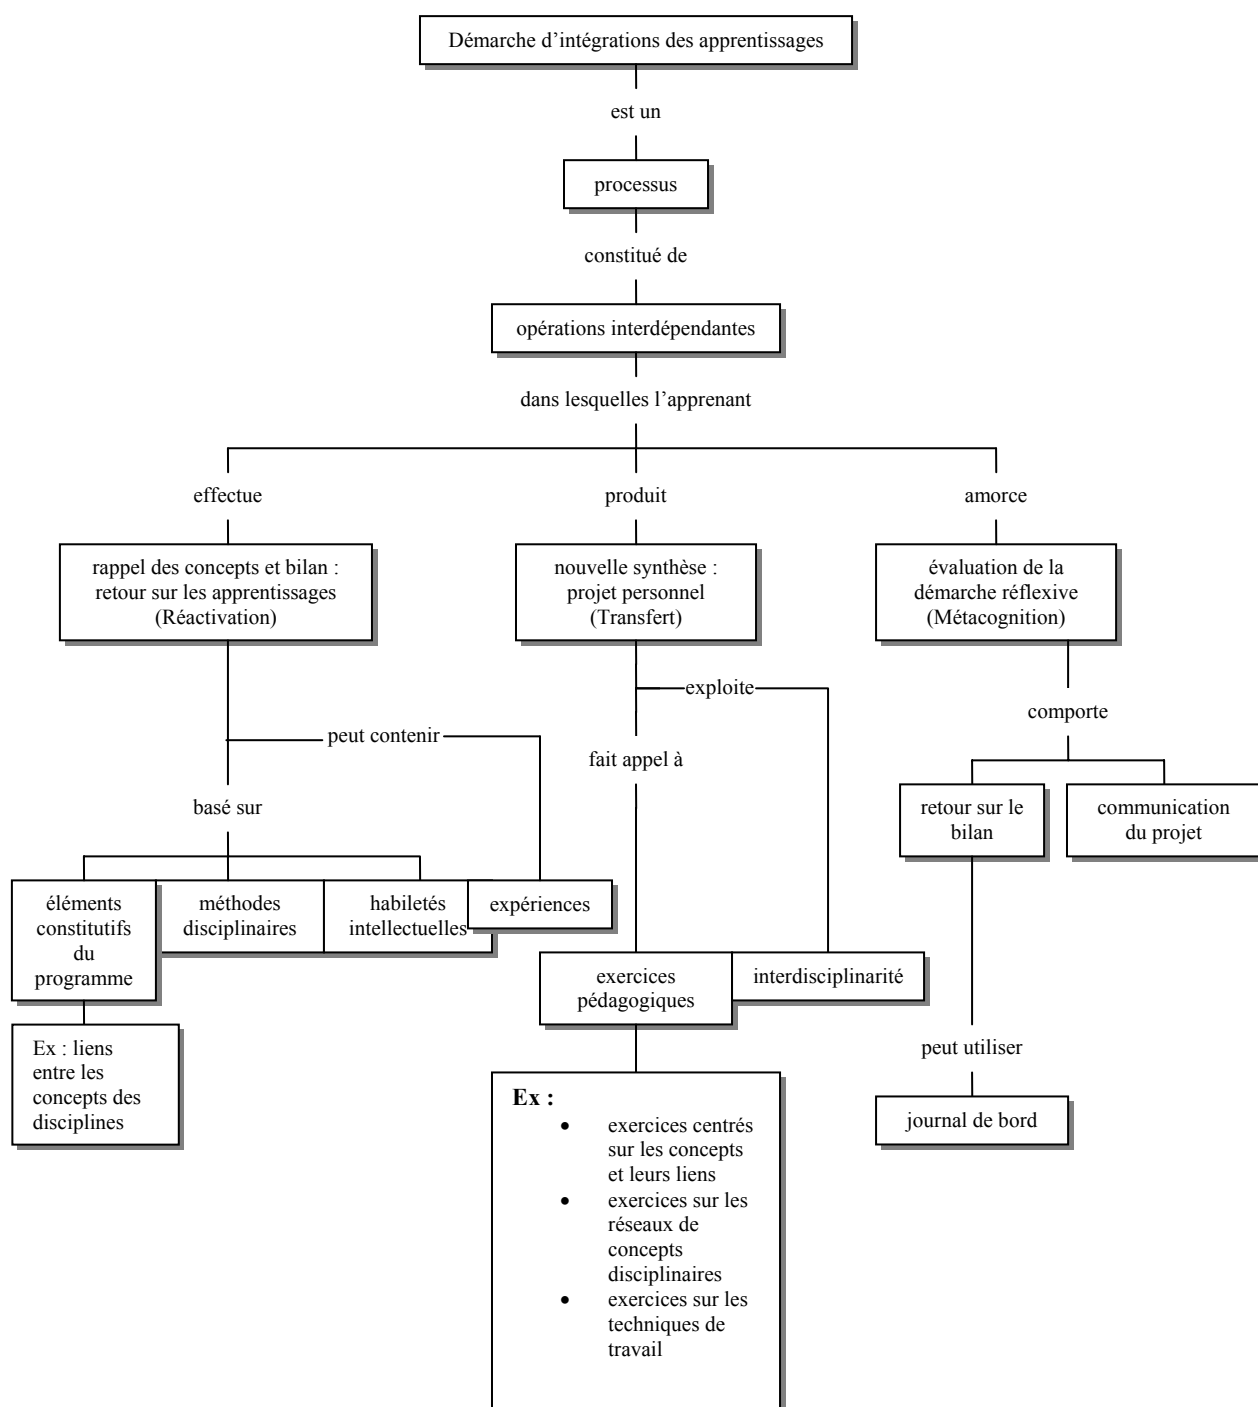 Démarche d’intégrations des apprentissages
est un
processus
constitué de
opérations interdépendantes
dans lesquelles l’apprenant
effectue
produit
amorce
rappel des concepts et bilan :
retour sur les apprentissages
(Réactivation)
nouvelle synthèse :
projet personnel
(Transfert)
évaluation de la
démarche réflexive
(Métacognition)
exploite
comporte
peut contenir
fait appel à
basé sur
retour sur le
bilan
communication
du projet
éléments
constitutifs
du
programme
méthodes
disciplinaires
habiletés
intellectuelles
expériences
exercices
pédagogiques
interdisciplinarité
Ex : liens
entre les
concepts des
disciplines
peut utiliser
journal de bord
Ex :
• exercices centrés
sur les concepts
et leurs liens
• exercices sur les
réseaux de
concepts
disciplinaires
• exercices sur les
techniques de
travail